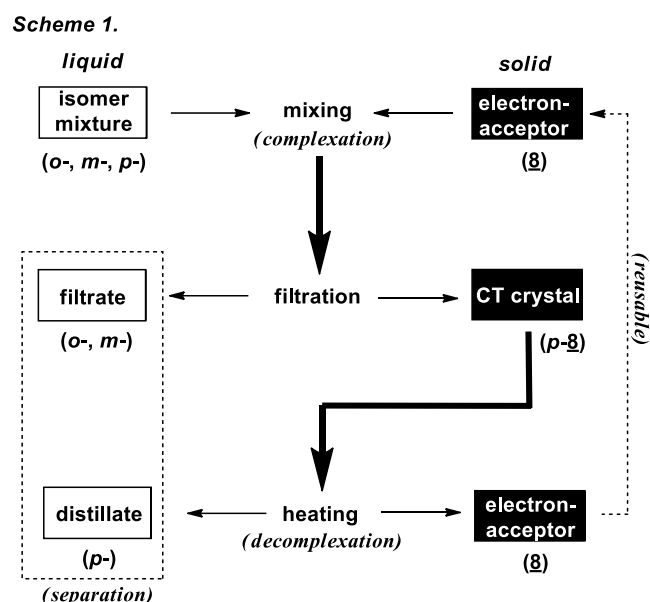 Scheme 1.
liquid
solid
isomer
mixture
mixing
(complexation)
electron-
acceptor
(o-, m-, p-)
(8)
(reusable)
filtrate
filtration
CT crystal
(o-, m-)
(p-8)
distillate
heating
(decomplexation)
electron-
acceptor
(p-)
(8)
(separation)